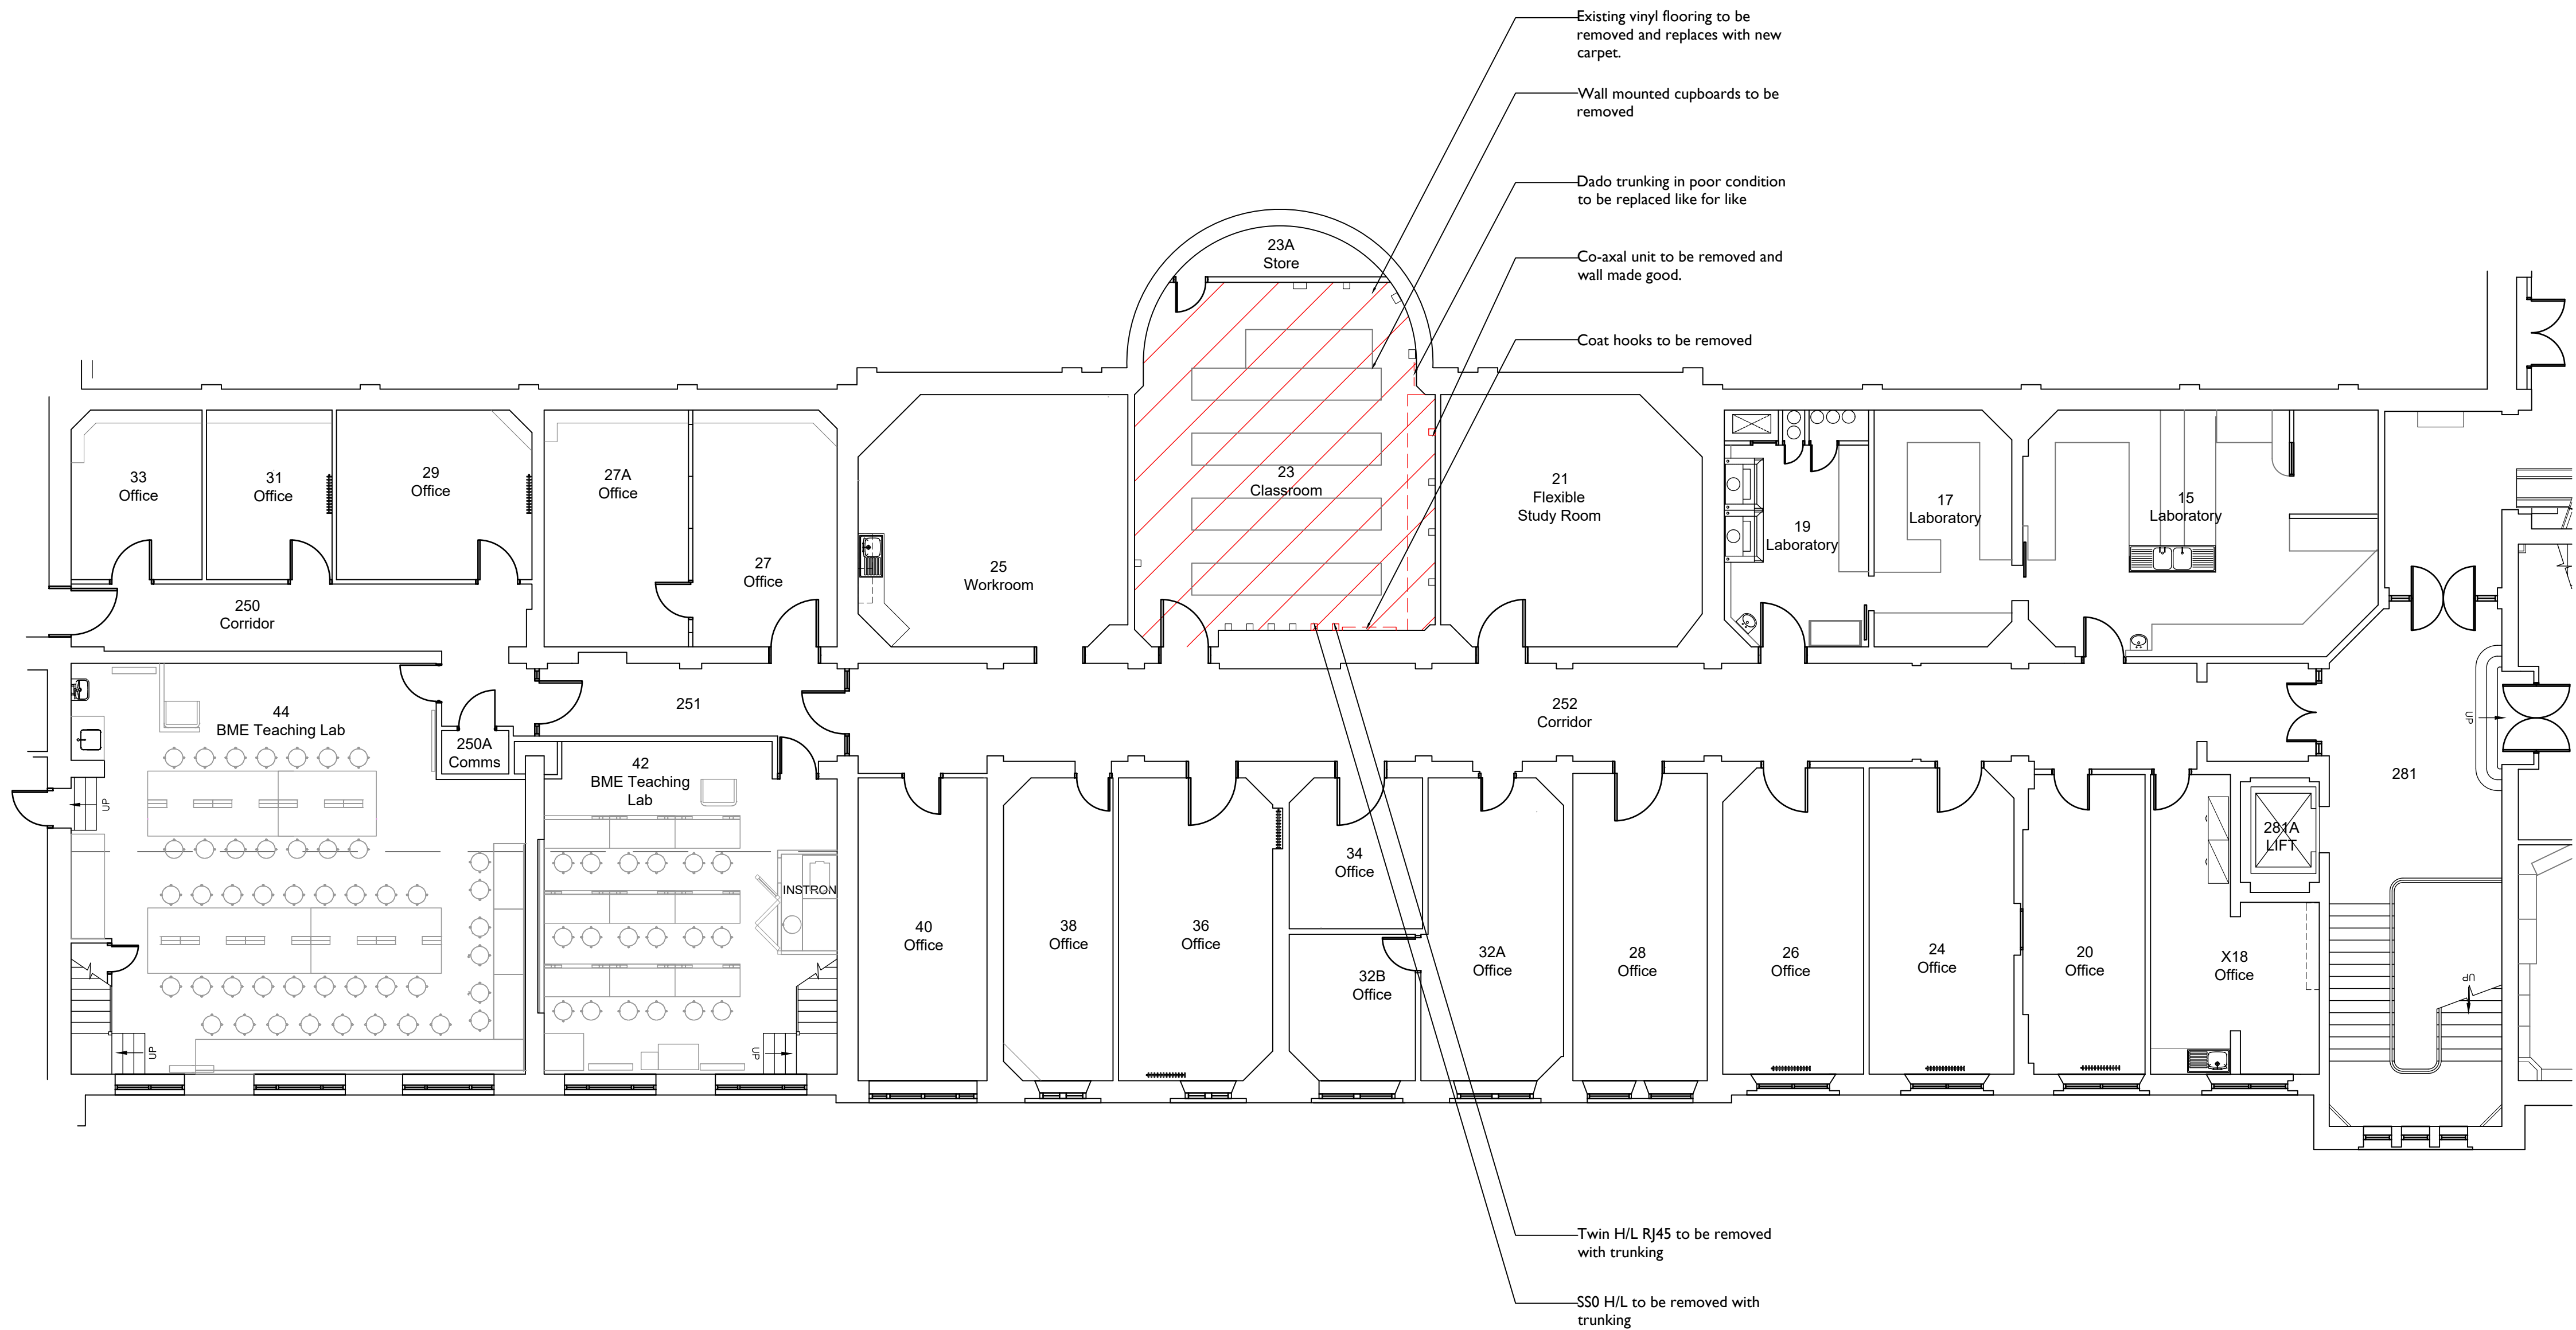 Existing vinyl flooring to be
removed and replaces with new
carpet.
Wall mounted cupboards to be
removed
Dado trunking in poor condition
to be replaced like for like
Co-axal unit to be removed and
wall made good.
Coat hooks to be removed
23A
Store
33
Office
31
Office
29
Office
27A
Office
27
Office
25
Workroom
23
Classroom
21
Flexible
Study Room
19
Laboratory
17
Laboratory
15
Laboratory
250
Corridor
251
252
Corridor
281
UP
44
BME Teaching Lab
250A
Comms
42
BME Teaching
Lab
INSTRON
UP
UP
UP
40
Office
38
Office
36
Office
34
Office
32B
Office
32A
Office
28
Office
26
Office
24
Office
20
Office
X18
Office
281A
LIFT
UP
Twin H/L RJ45 to be removed
with trunking
SS0 H/L to be removed with
trunking